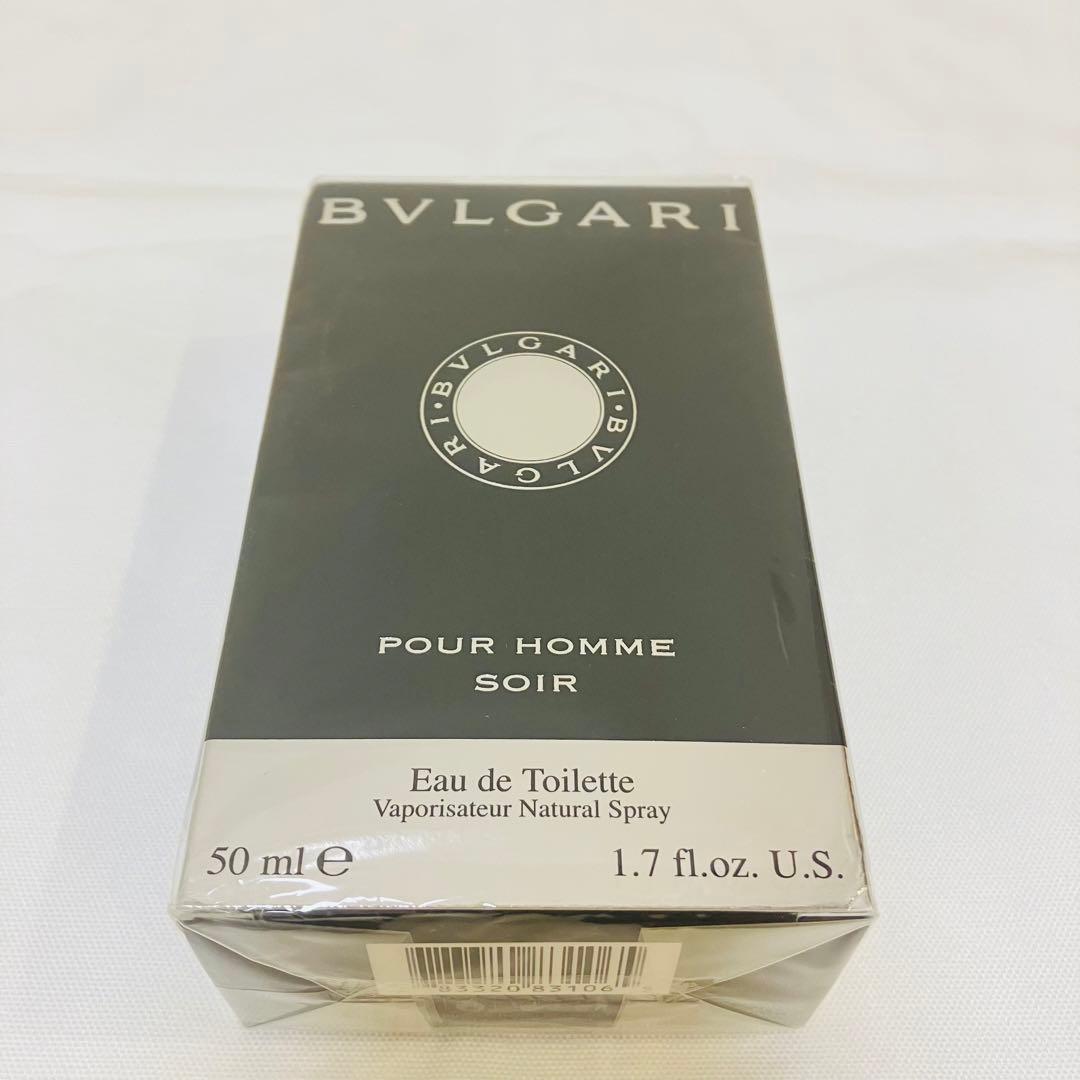 BVLGARI
BVLGARI • BVLGARI •
POUR HOMME
SOIR
Eau de Toilette
Vaporisateur Natural Spray
50 ml ℮
1.7 fl.oz. U.S.
83320 83106